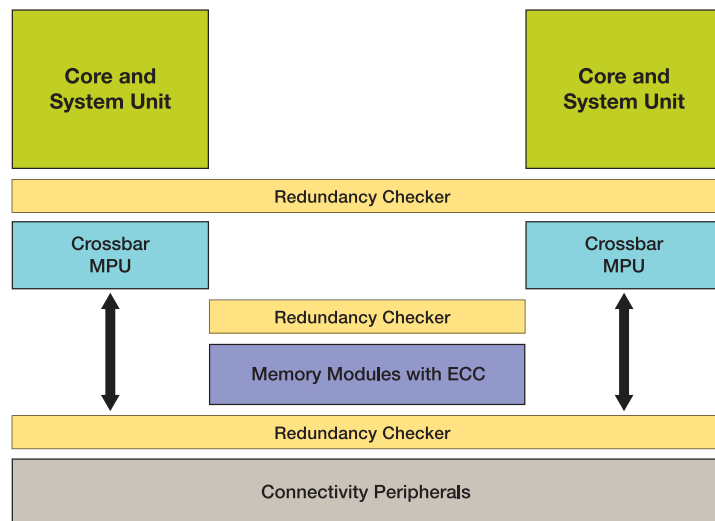 Core and
System Unit
Core and
System Unit
Redundancy Checker
Crossbar
MPU
Crossbar
MPU
Redundancy Checker
Memory Modules with ECC
Redundancy Checker
Connectivity Peripherals